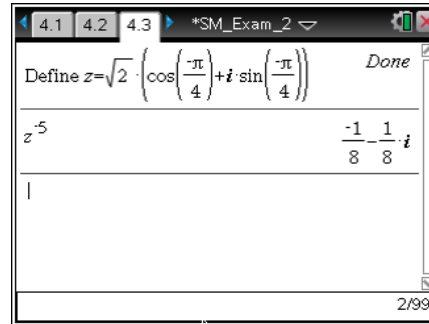 4.1 4.2 4.3 *SM_Exam_2
Define z=√2 ·(cos(-π/4)+i·sin(-π/4)) Done
z^-5 -1/8-1/8·i
2/99